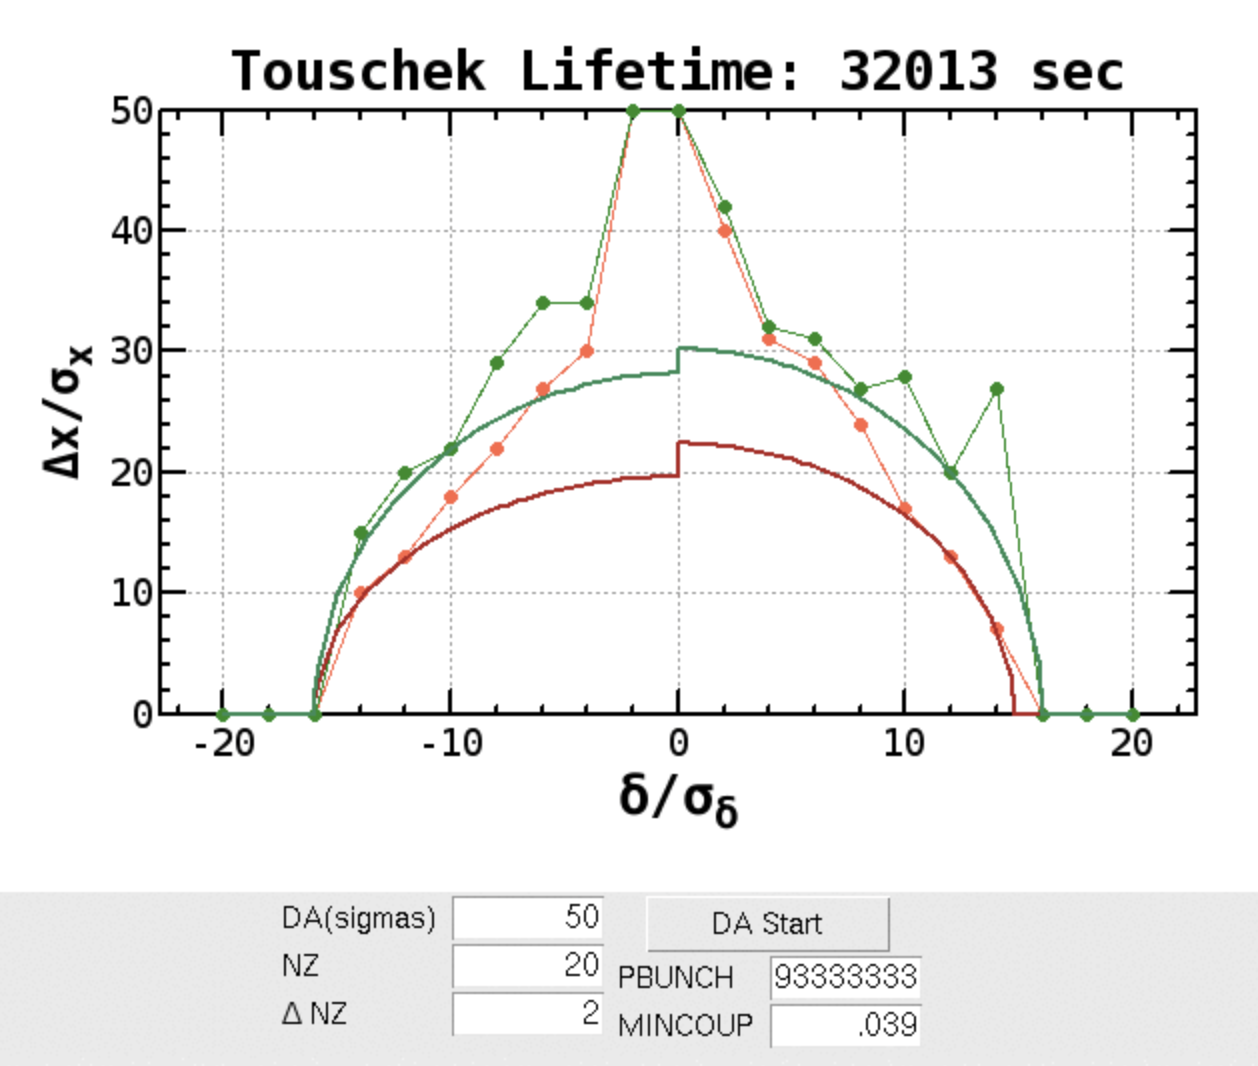 Touschek Lifetime: 32013 sec
50
40
30
20
10
0
Δx/σx
-20 -10 0 10 20
δ/σδ
DA(sigmas) 50 DA Start
NZ 20 PBUNCH 93333333
Δ NZ 2 MINCOUP .039